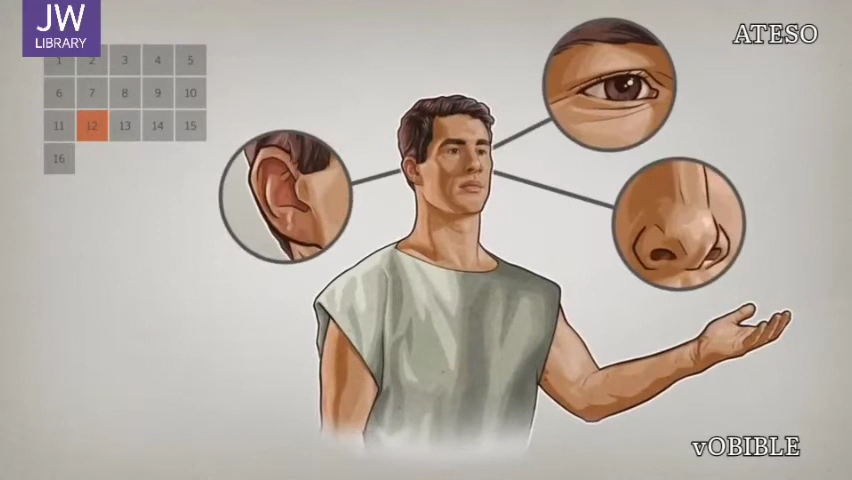 JW
LIBRARY
ATESO
1 2 3 4 5
6 7 8 9 10
11 12 13 14 15
16
vOBIBLE